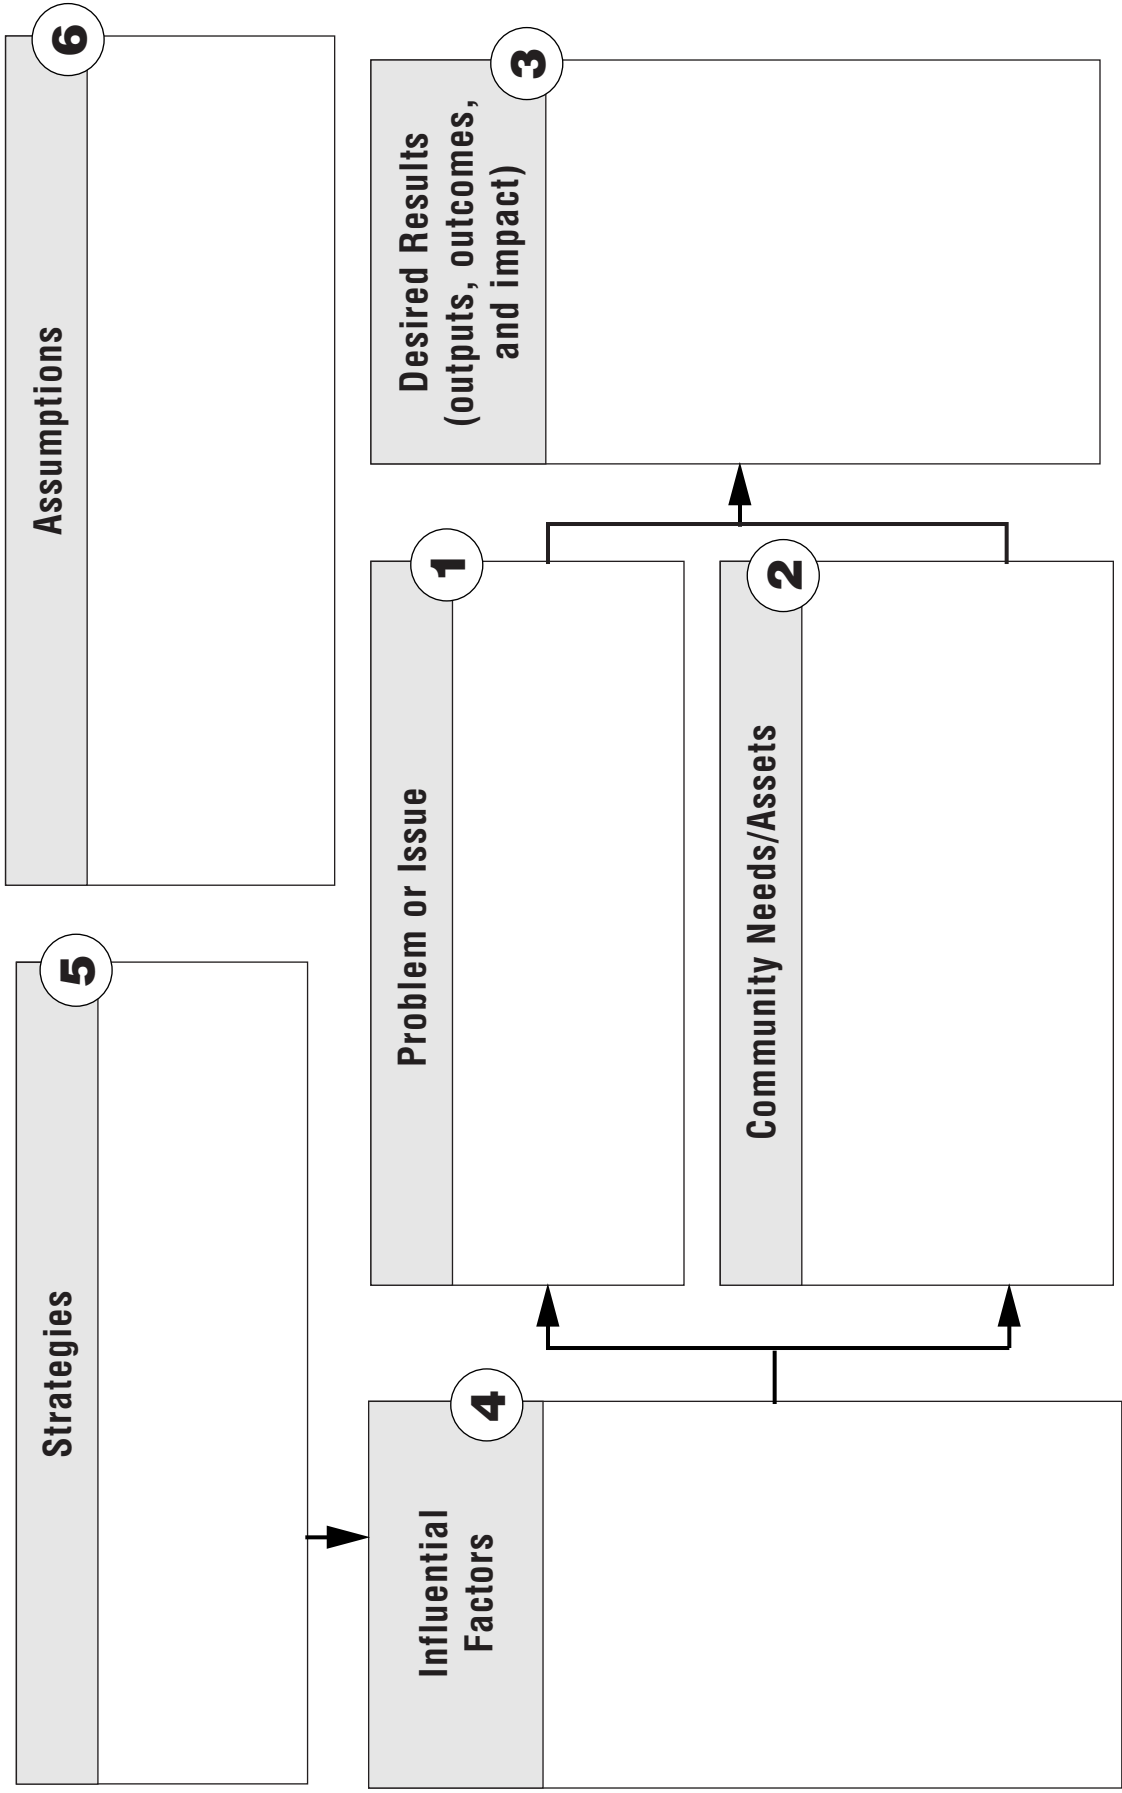 Strategies
5
Assumptions
6
Influential
Factors
4
Problem or Issue
1
Community Needs/Assets
2
Desired Results
(outputs, outcomes,
and impact)
3